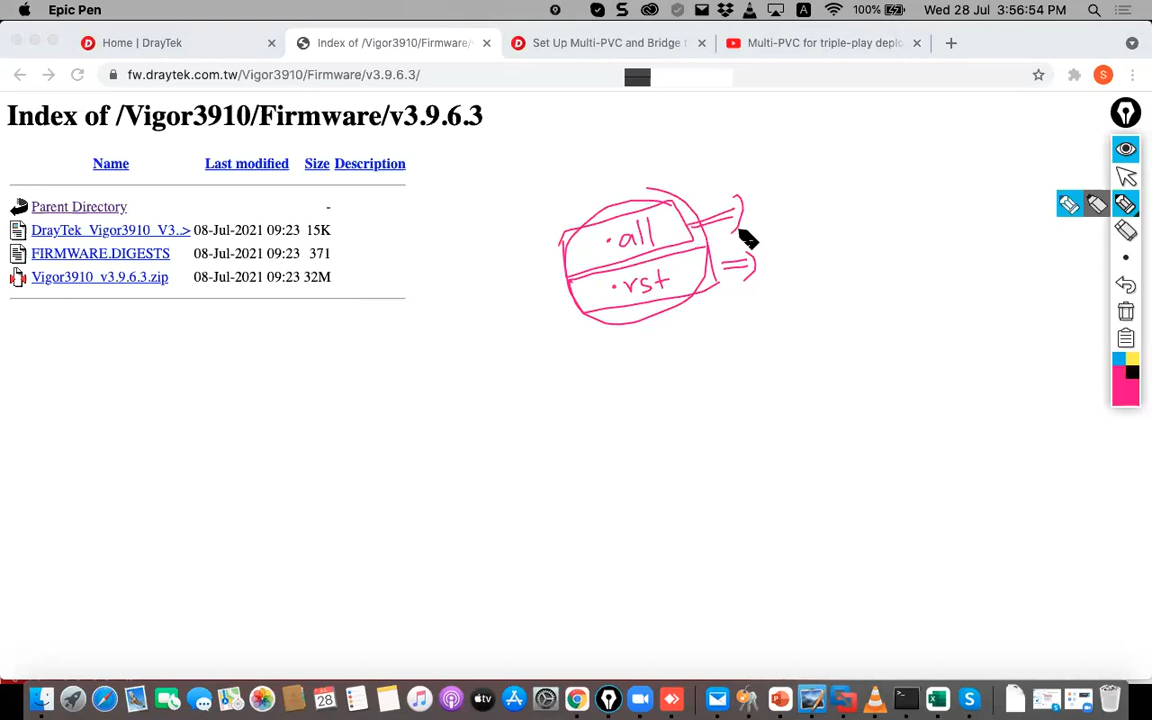 Epic Pen
100% Wed 28 Jul 3:56:54 PM
Home | DrayTek
Index of /Vigor3910/Firmware/
Set Up Multi-PVC and Bridge t
Multi-PVC for triple-play deplo
fw.draytek.com.tw/Vigor3910/Firmware/v3.9.6.3/
S
Index of /Vigor3910/Firmware/v3.9.6.3
Name Last modified Size Description
Parent Directory -
DrayTek_Vigor3910_V3..> 08-Jul-2021 09:23 15K
FIRMWARE.DIGESTS 08-Jul-2021 09:23 371
Vigor3910_v3.9.6.3.zip 08-Jul-2021 09:23 32M
.all
.rst